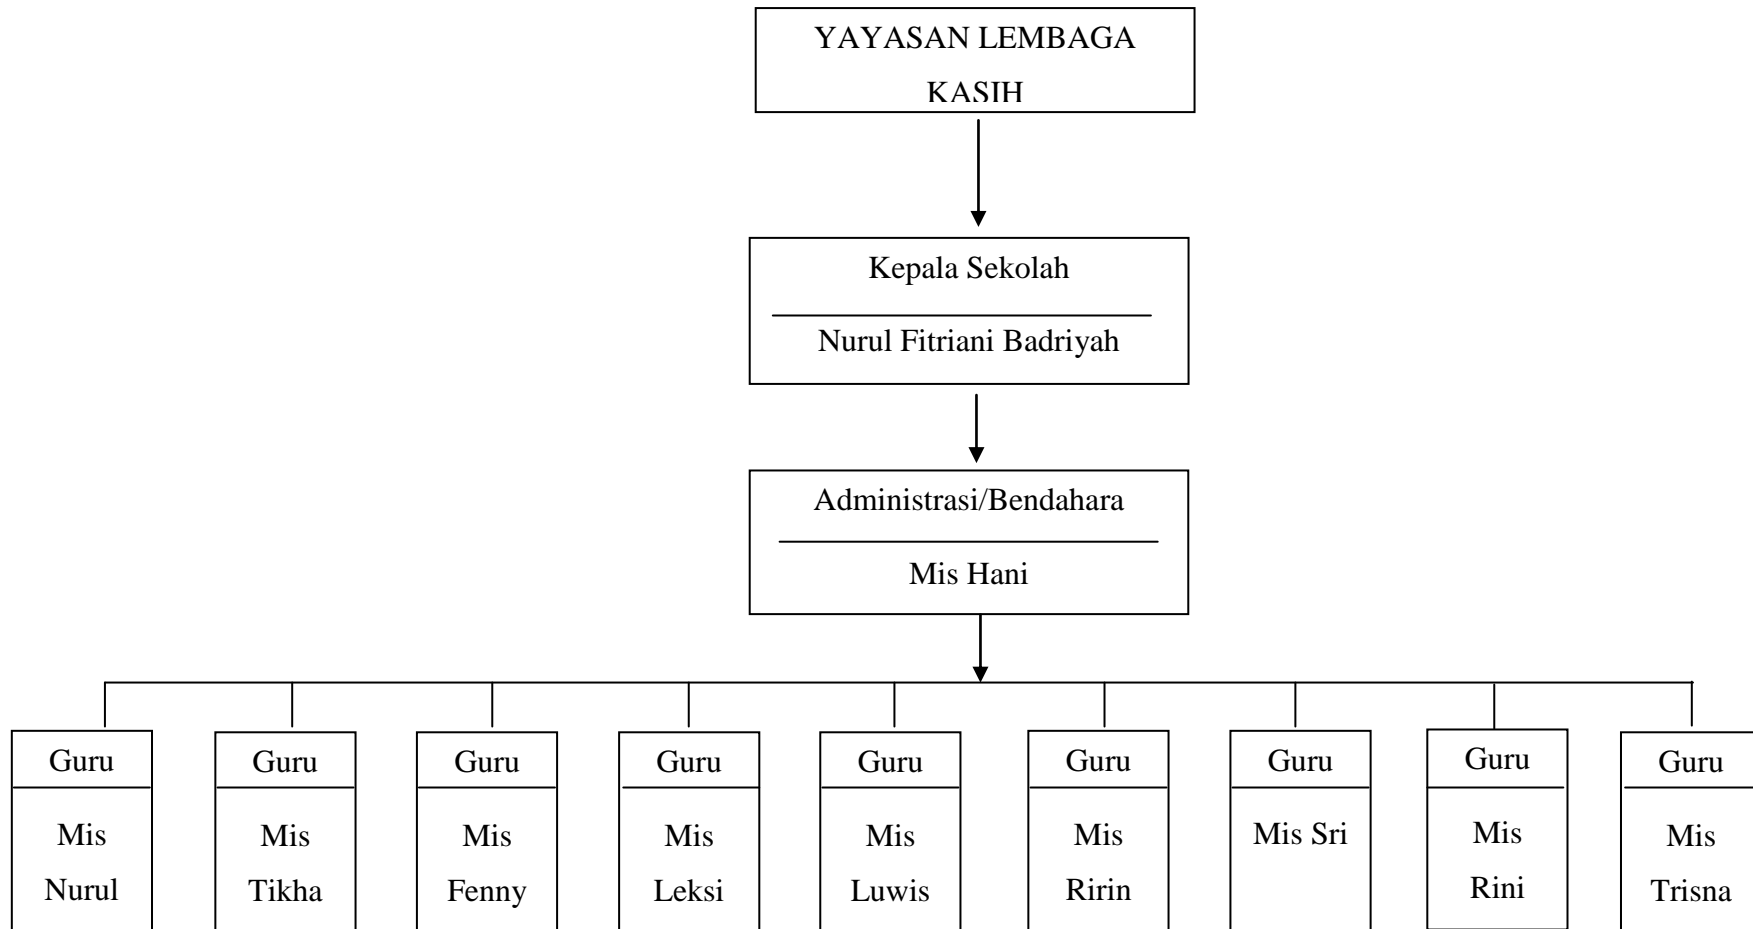 YAYASAN LEMBAGA
KASIH
Kepala Sekolah
Nurul Fitriani Badriyah
Administrasi/Bendahara
Mis Hani
Guru
Mis
Nurul
Guru
Mis
Tikha
Guru
Mis
Fenny
Guru
Mis
Leksi
Guru
Mis
Luwis
Guru
Mis
Ririn
Guru
Mis Sri
Guru
Mis
Rini
Guru
Mis
Trisna